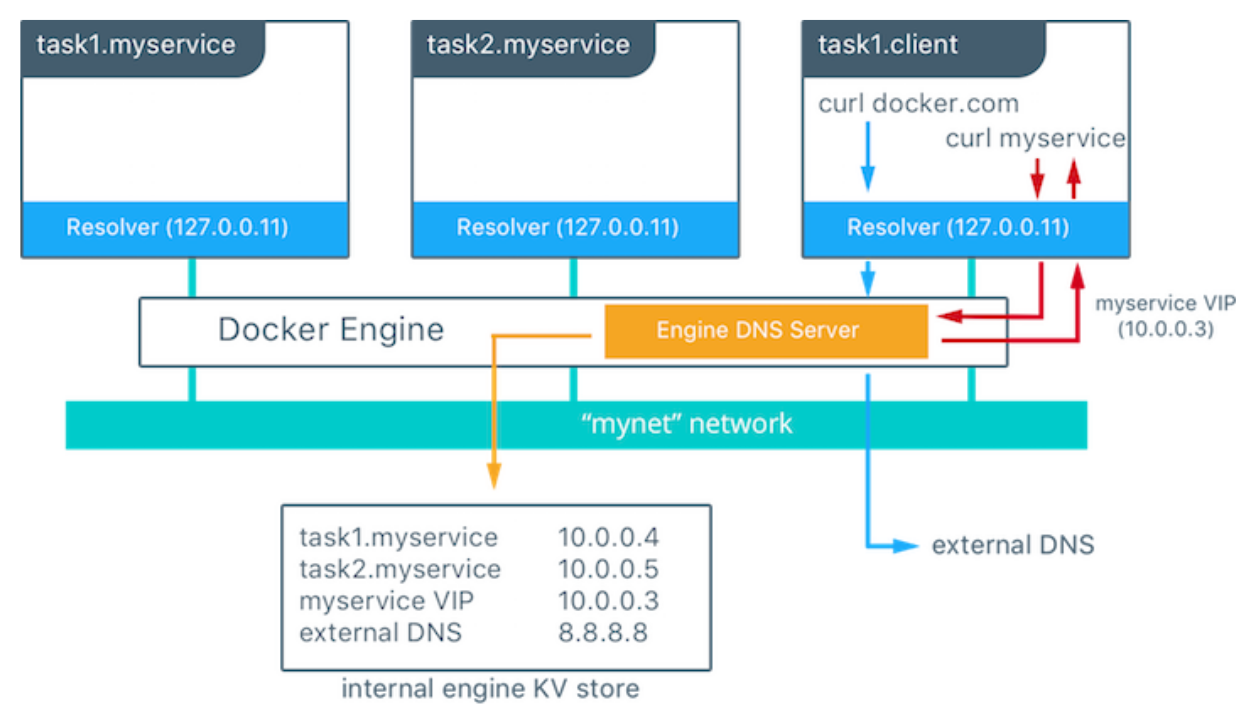 task1.myservice
task2.myservice
task1.client
curl docker.com
curl myservice
Resolver (127.0.0.11)
Resolver (127.0.0.11)
Resolver (127.0.0.11)
Docker Engine
Engine DNS Server
myservice VIP
(10.0.0.3)
“mynet” network
task1.myservice 10.0.0.4
task2.myservice 10.0.0.5
myservice VIP 10.0.0.3
external DNS 8.8.8.8
external DNS
internal engine KV store